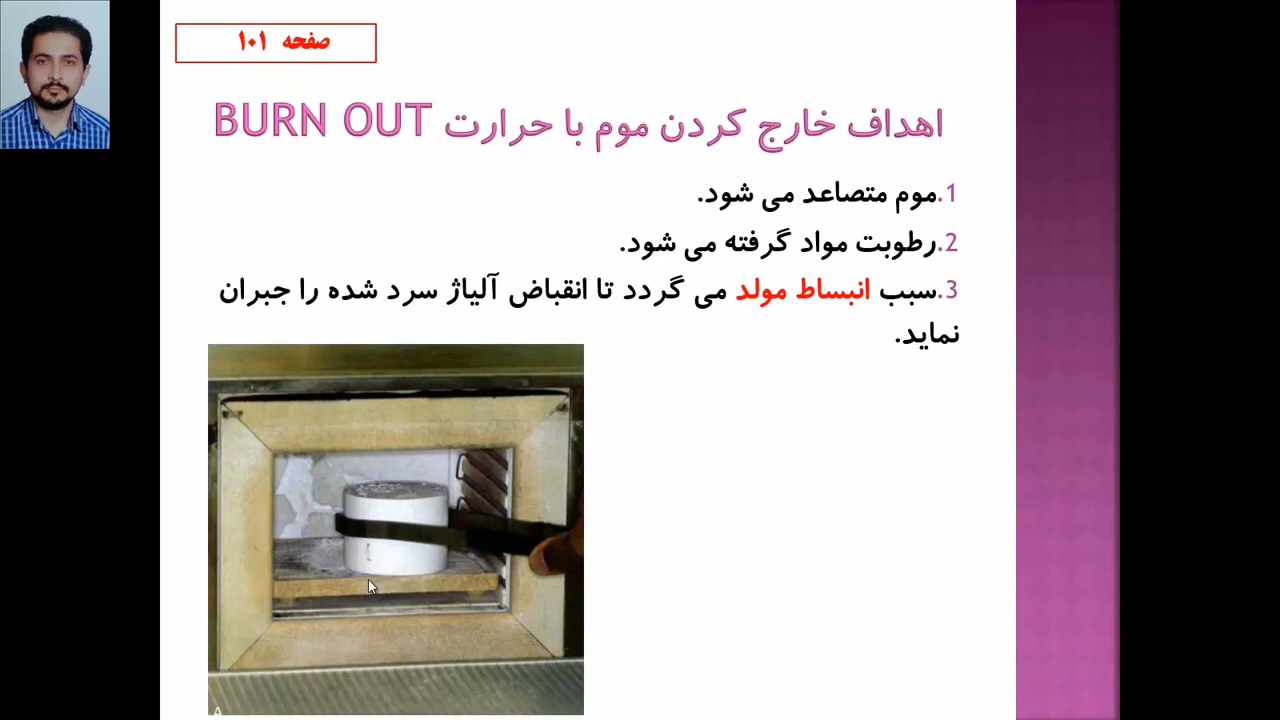 صفحه ۱۰۱
اهداف خارج کردن موم با حرارت BURN OUT
1.موم متصاعد می شود.
2.رطوبت مواد گرفته می شود.
3.سبب انبساط مولد می گردد تا انقباض آلیاژ سرد شده را جبران
نماید.
A